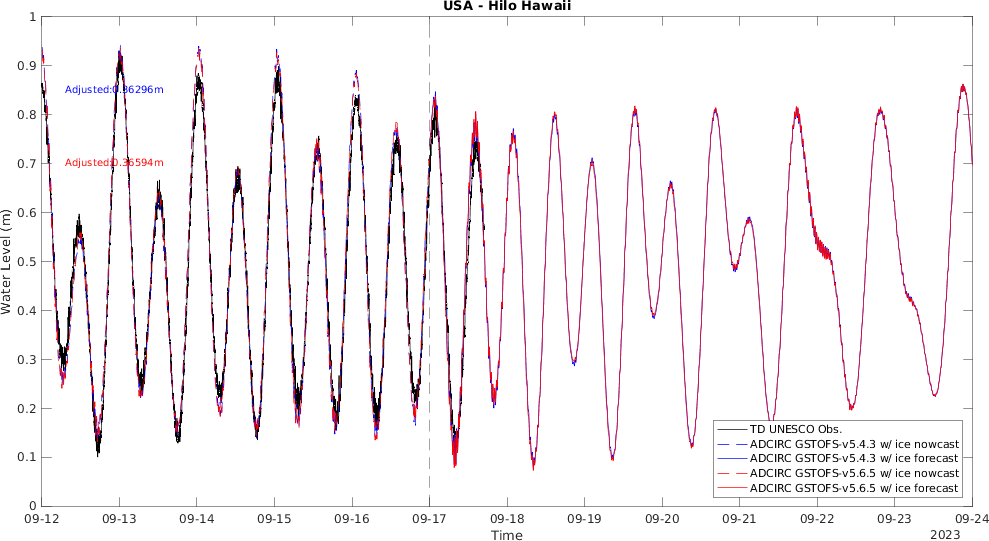 USA - Hilo Hawaii
Water Level (m)
1
0.9
0.8
0.7
0.6
0.5
0.4
0.3
0.2
0.1
0
Adjusted:0.36296m
Adjusted:0.36594m
TD UNESCO Obs.
ADCIRC GSTOFS-v5.4.3 w/ ice nowcast
ADCIRC GSTOFS-v5.4.3 w/ ice forecast
ADCIRC GSTOFS-v5.6.5 w/ ice nowcast
ADCIRC GSTOFS-v5.6.5 w/ ice forecast
09-12 09-13 09-14 09-15 09-16 09-17 09-18 09-19 09-20 09-21 09-22 09-23 09-24
Time
2023